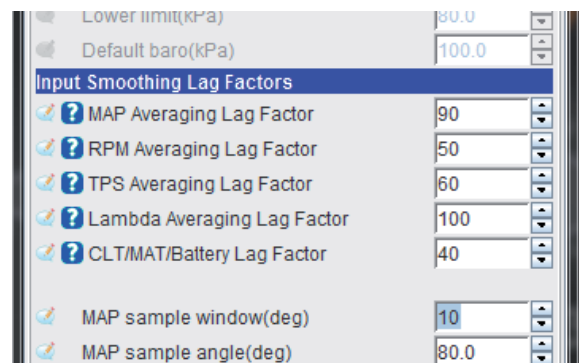 Lower limit(kPa) 80.0
Default baro(kPa) 100.0
Input Smoothing Lag Factors
? MAP Averaging Lag Factor 90
? RPM Averaging Lag Factor 50
? TPS Averaging Lag Factor 60
? Lambda Averaging Lag Factor 100
? CLT/MAT/Battery Lag Factor 40
MAP sample window(deg) 10
MAP sample angle(deg) 80.0